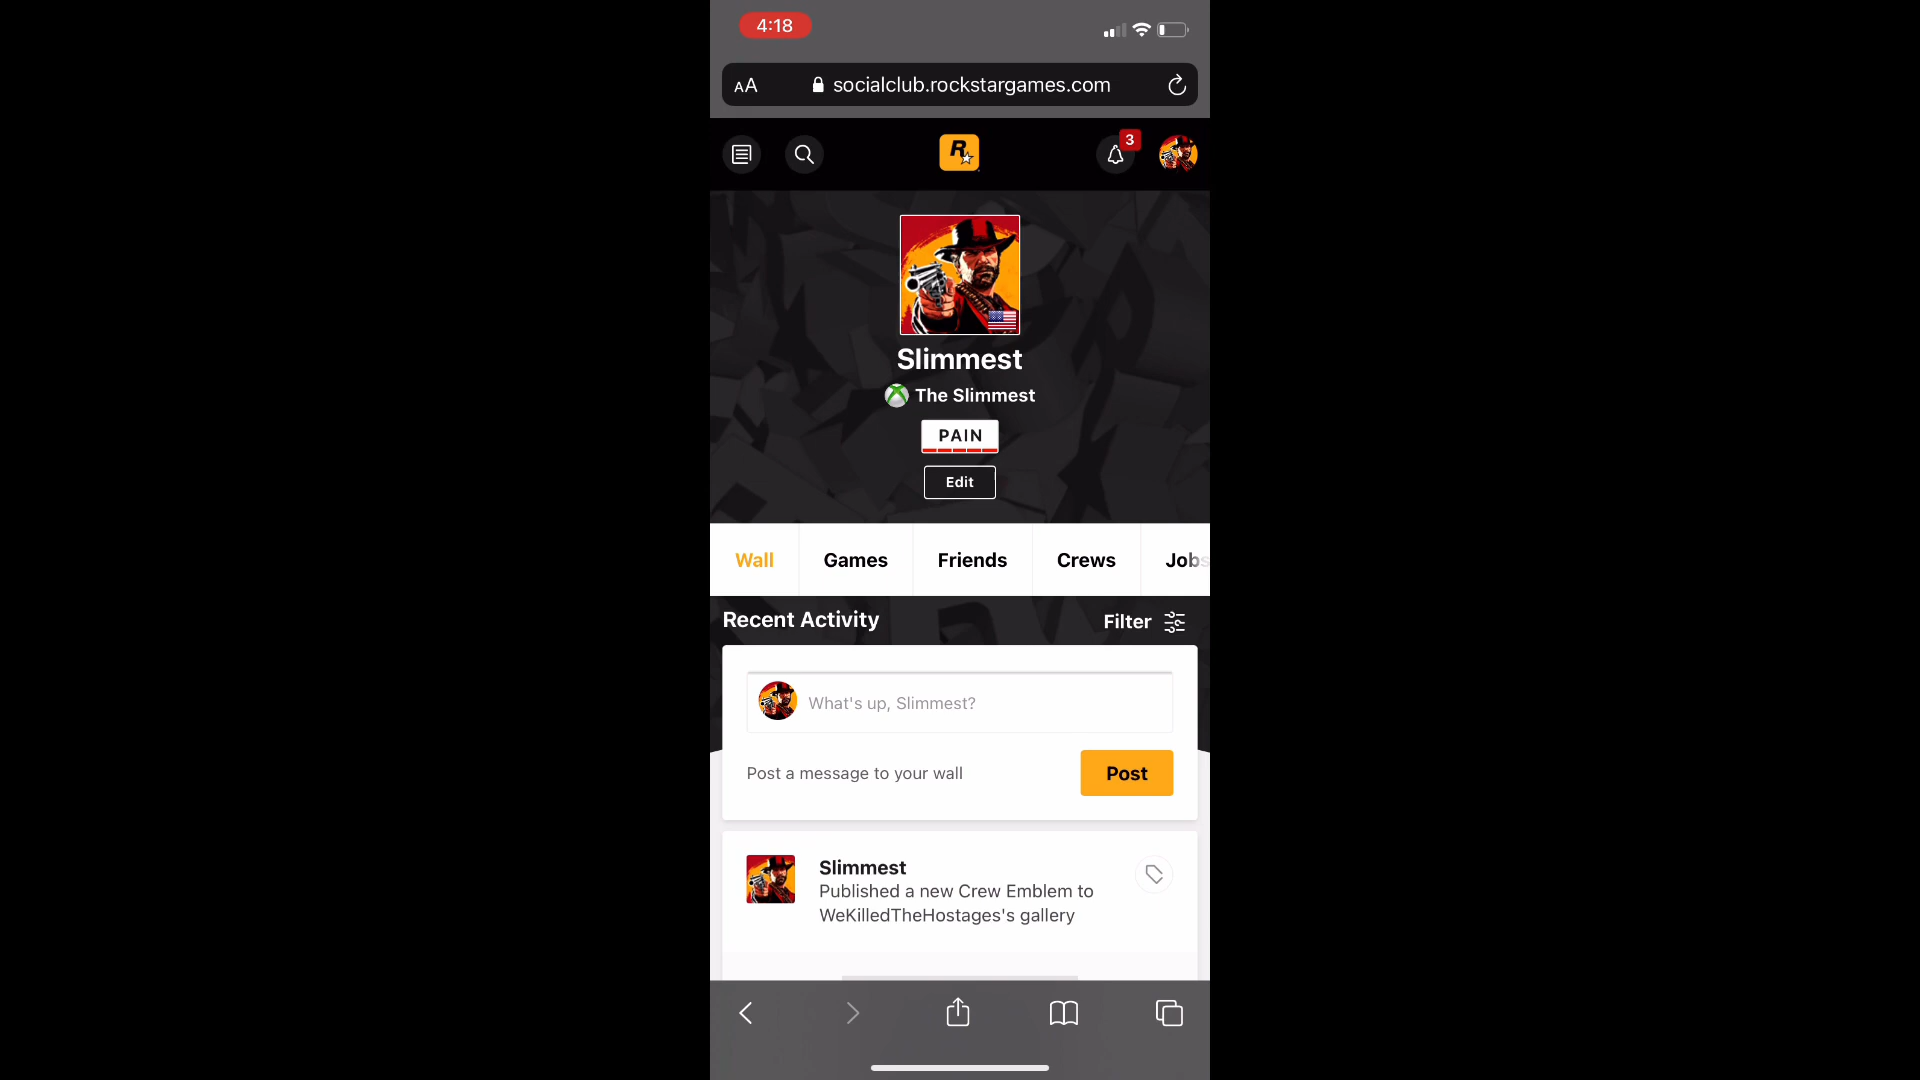 4:18
AA
socialclub.rockstargames.com
R
3
Slimmest
The Slimmest
PAIN
Edit
Wall
Games
Friends
Crews
Jobs
Recent Activity
Filter
What's up, Slimmest?
Post a message to your wall
Post
Slimmest
Published a new Crew Emblem to
WeKilledTheHostages's gallery